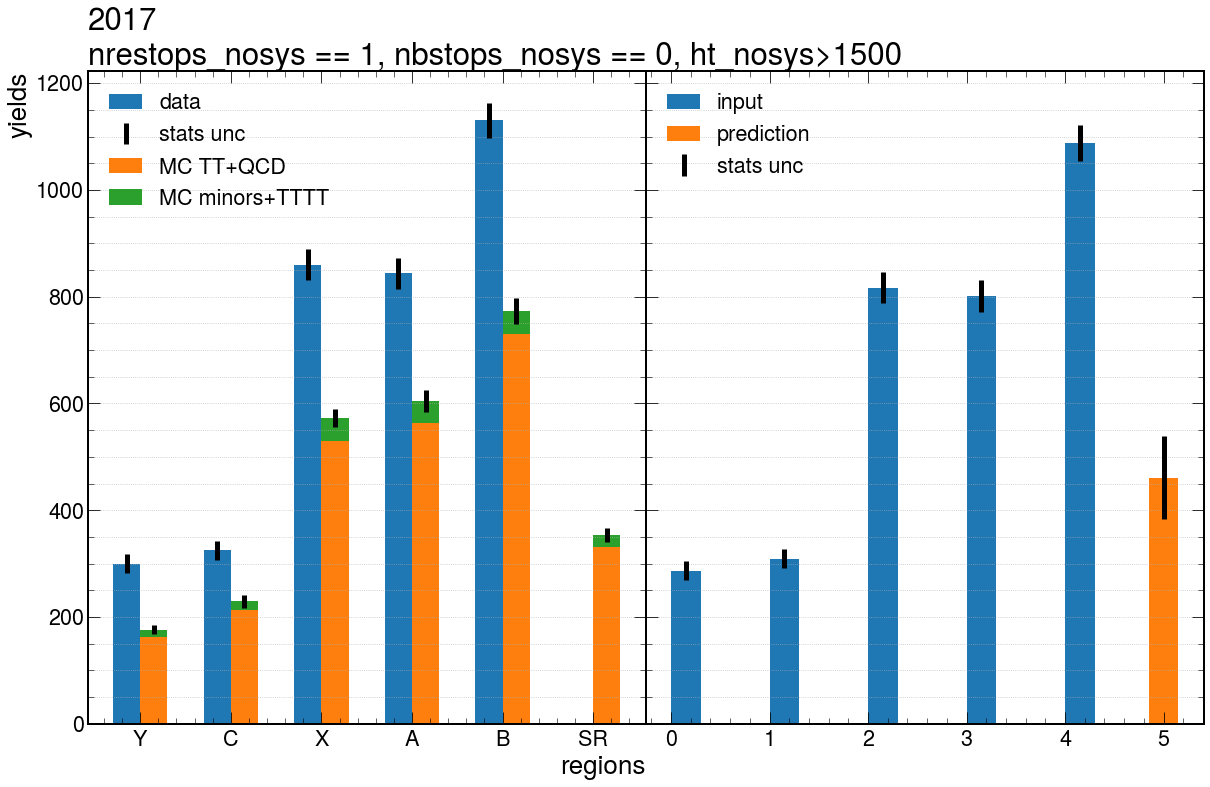 2017
nrestops_nosys == 1, nbstops_nosys == 0, ht_nosys>1500
yields
1200
1000
800
600
400
200
0
data
stats unc
MC TT+QCD
MC minors+TTTT
input
prediction
stats unc
Y C X A B SR
0 1 2 3 4 5
regions